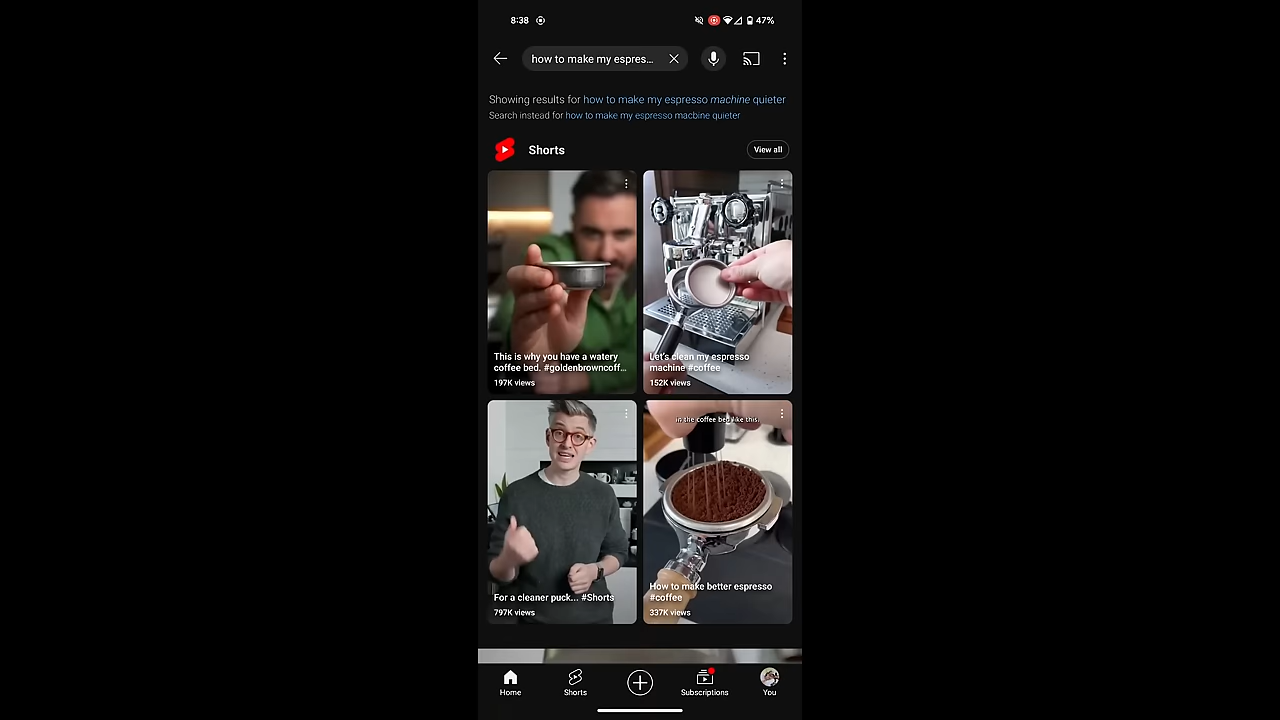 8:38
47%
how to make my espres...
Showing results for how to make my espresso machine quieter
Search instead for how to make my espresso macbine quieter
Shorts
View all
This is why you have a watery
coffee bed. #goldenbrowncoff...
197K views
Let's clean my espresso
machine #coffee
152K views
For a cleaner puck... #Shorts
797K views
in the coffee bed like this.
How to make better espresso
#coffee
337K views
Home
Shorts
Subscriptions
You